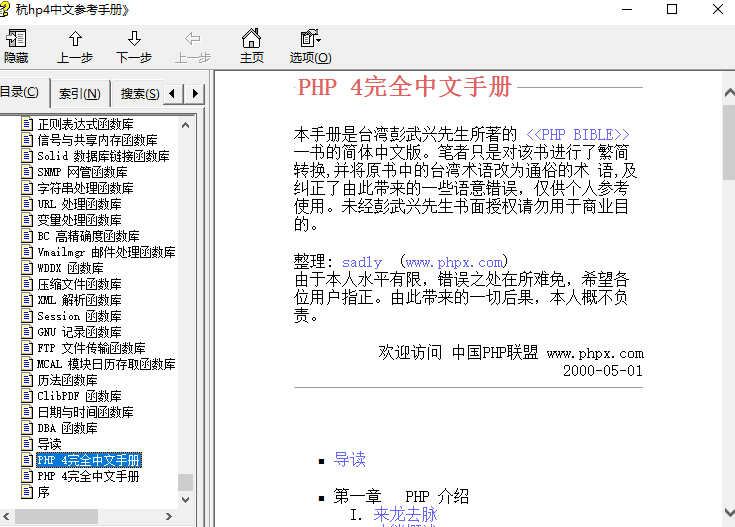 秔hp4中文参考手册》
隐藏 上一步 下一步 上一步 主页 选项(O)
目录(C) 索引(N) 搜索(S)
正则表达式函数库
信号与共享内存函数库
Solid 数据库链接函数库
SNMP 网管函数库
字符串处理函数库
URL 处理函数库
变量处理函数库
BC 高精确度函数库
Vmailmgr 邮件处理函数库
WDDX 函数库
压缩文件函数库
XML 解析函数库
Session 函数库
GNU 记录函数库
FTP 文件传输函数库
MCAL 模块日历存取函数库
历法函数库
ClibPDF 函数库
日期与时间函数库
DBA 函数库
导读
PHP 4完全中文手册
PHP 4完全中文手册
序
PHP 4完全中文手册
本手册是台湾彭武兴先生所著的 <<PHP BIBLE>>
一书的简体中文版。笔者只是对该书进行了繁简
转换,并将原书中的台湾术语改为通俗的术 语,及
纠正了由此带来的一些语意错误，仅供个人参考
使用。未经彭武兴先生书面授权请勿用于商业目
的。
整理: sadly (www.phpx.com)
由于本人水平有限，错误之处在所难免，希望各
位用户指正。由此带来的一切后果，本人概不负
责。
欢迎访问 中国PHP联盟 www.phpx.com
2000-05-01
导读
第一章 PHP 介绍
I. 来龙去脉